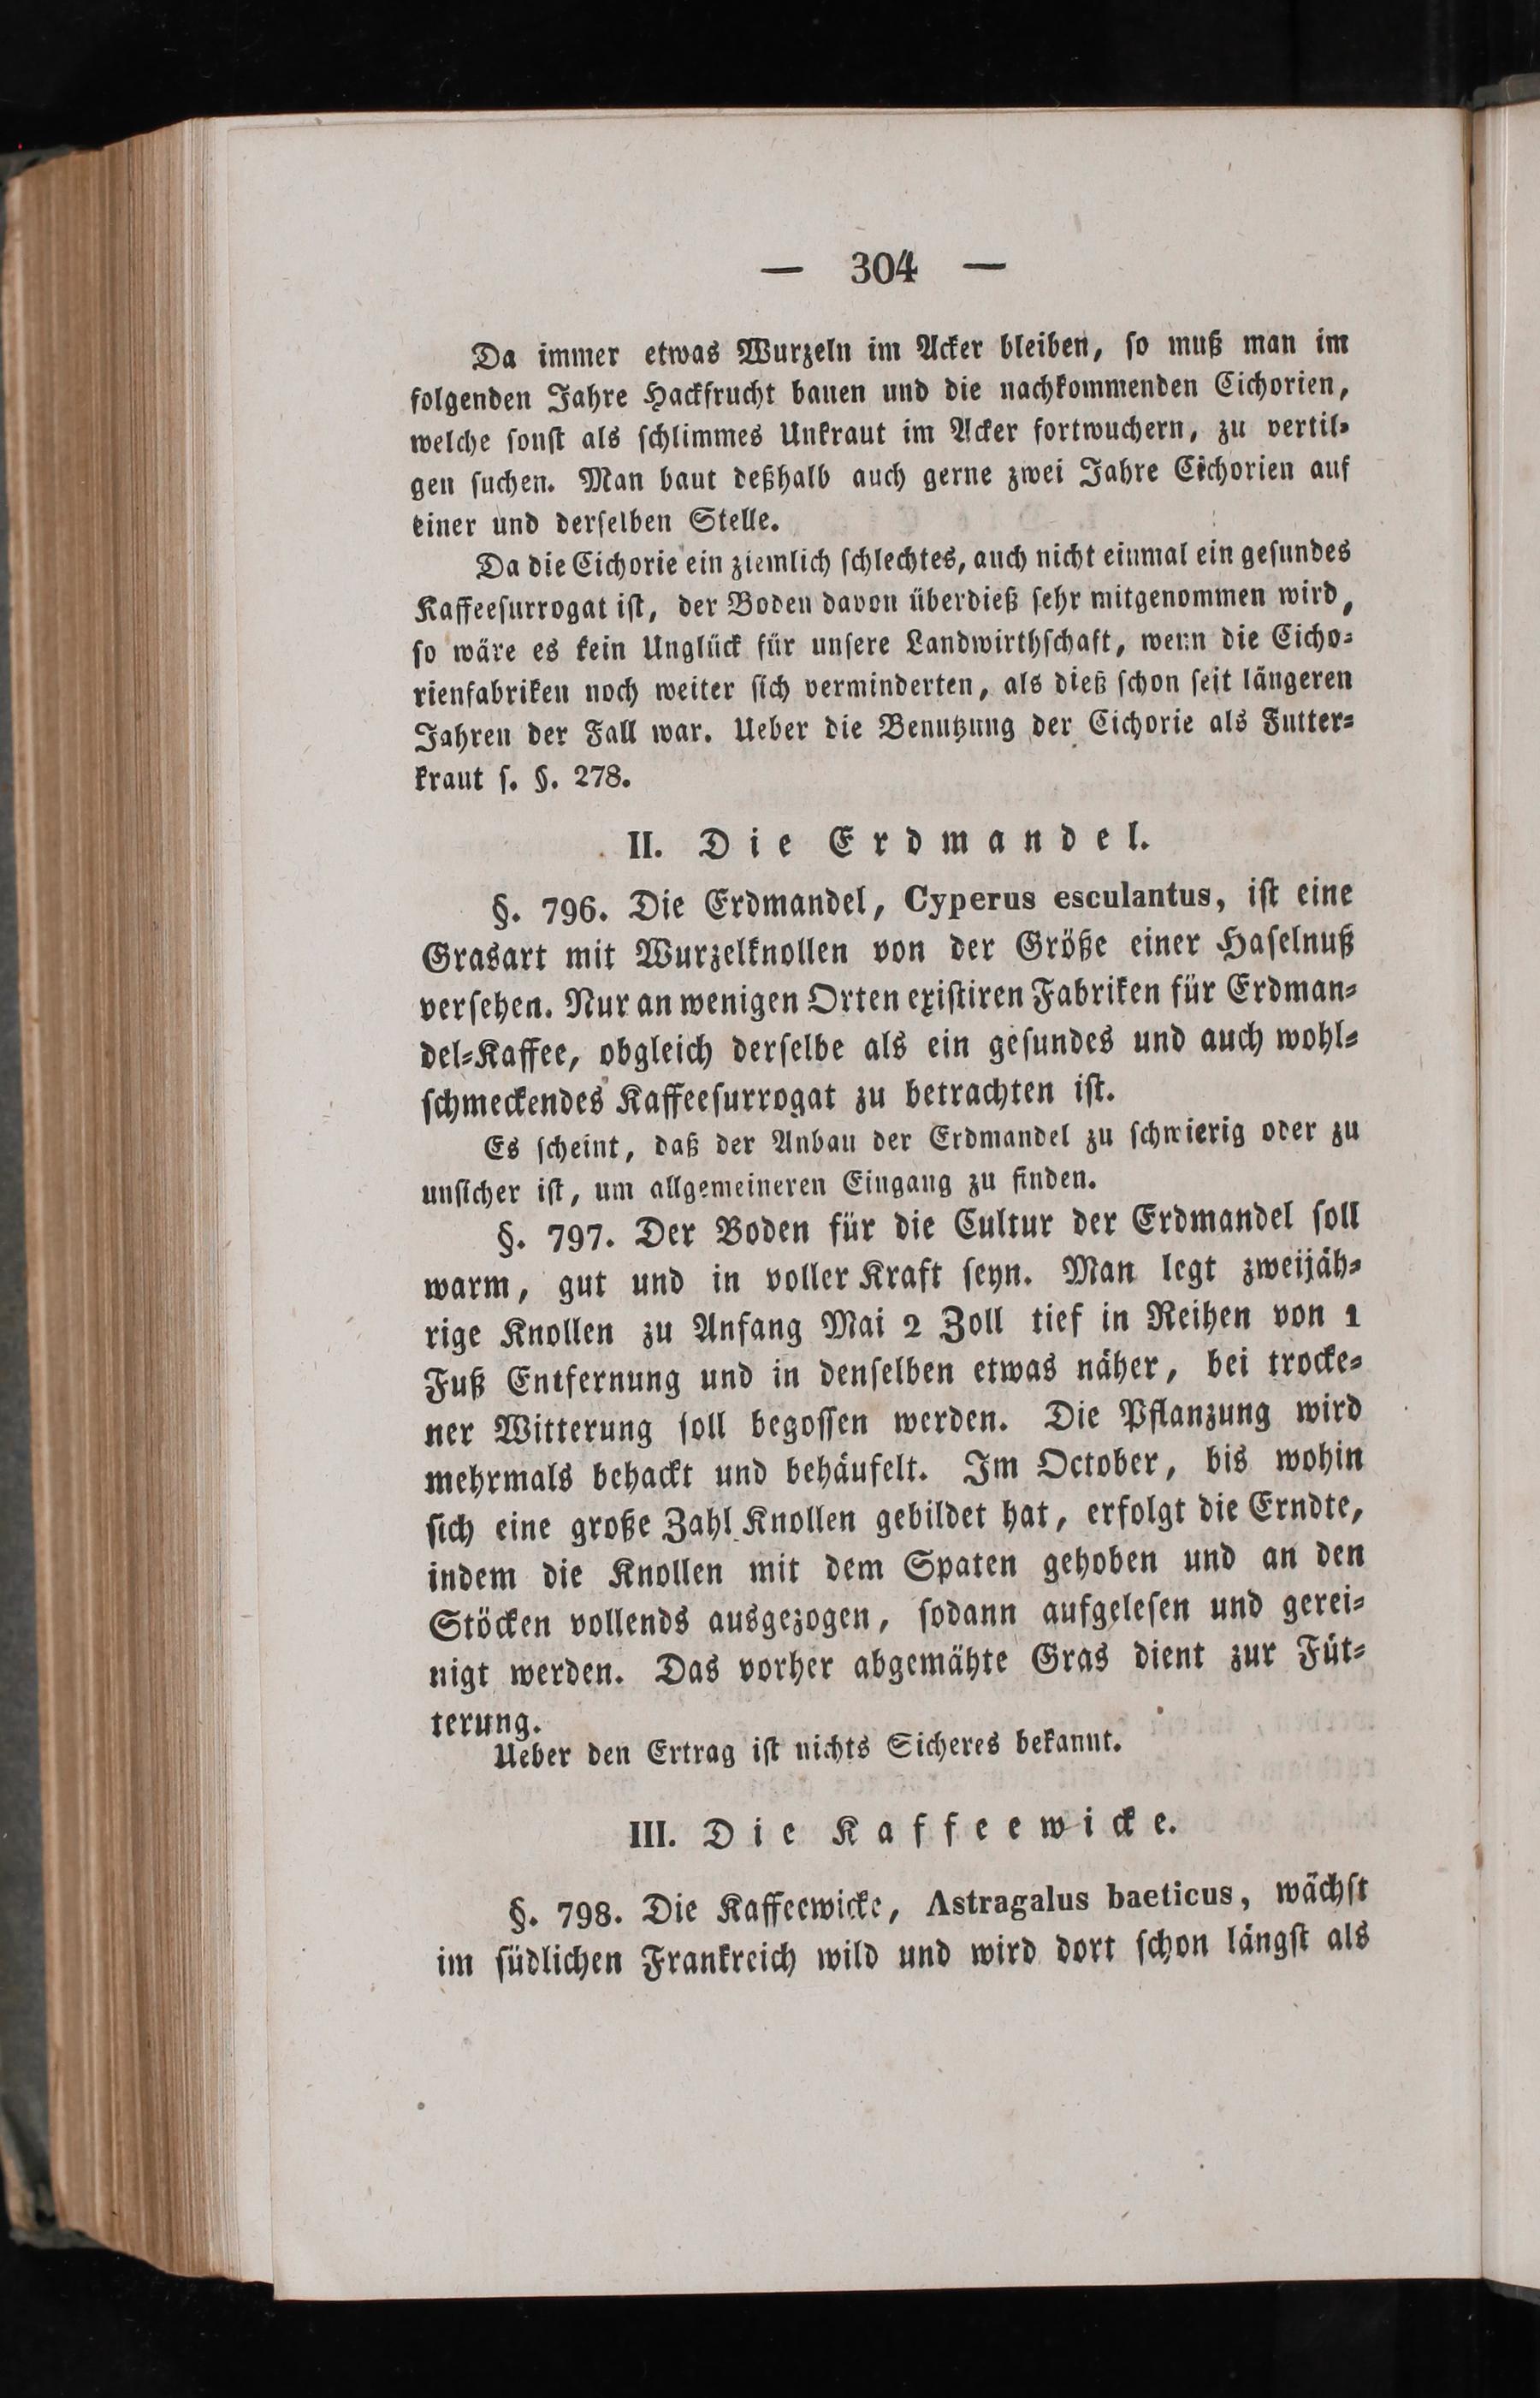 — 304 —
Da immer etwas Wurzeln im Acker bleiben, so muß man im
folgenden Jahre Hackfrucht bauen und die nachkommenden Cichorien,
welche sonst als schlimmes Unkraut im Acker fortwuchern, zu vertil-
gen suchen. Man baut deßhalb auch gerne zwei Jahre Cichorien auf
einer und derselben Stelle.
Da die Cichorie ein ziemlich schlechtes, auch nicht einmal ein gesundes
Kaffeesurrogat ist, der Boden davon überdieß sehr mitgenommen wird,
so wäre es kein Unglück für unsere Landwirthschaft, wenn die Cicho-
rienfabriken noch weiter sich verminderten, als dieß schon seit längeren
Jahren der Fall war. Ueber die Benutzung der Cichorie als Futter-
kraut s. §. 278.
II. Die Erdmandel.
§. 796. Die Erdmandel, Cyperus esculantus, ist eine
Grasart mit Wurzelknollen von der Größe einer Haselnuß
versehen. Nur an wenigen Orten existiren Fabriken für Erdman-
del-Kaffee, obgleich derselbe als ein gesundes und auch wohl-
schmeckendes Kaffeesurrogat zu betrachten ist.
Es scheint, daß der Anbau der Erdmandel zu schwierig oder zu
unsicher ist, um allgemeineren Eingang zu finden.
§. 797. Der Boden für die Cultur der Erdmandel soll
warm, gut und in voller Kraft seyn. Man legt zweijäh-
rige Knollen zu Anfang Mai 2 Zoll tief in Reihen von 1
Fuß Entfernung und in denselben etwas näher, bei trocke-
ner Witterung soll begossen werden. Die Pflanzung wird
mehrmals behackt und behäufelt. Im October, bis wohin
sich eine große Zahl Knollen gebildet hat, erfolgt die Erndte,
indem die Knollen mit dem Spaten gehoben und an den
Stöcken vollends ausgezogen, sodann aufgelesen und gerei-
nigt werden. Das vorher abgemähte Gras dient zur Füt-
terung.
Ueber den Ertrag ist nichts Sicheres bekannt.
III. Die Kaffeewicke.
§. 798. Die Kaffeewicke, Astragalus baeticus, wächst
im südlichen Frankreich wild und wird dort schon längst als